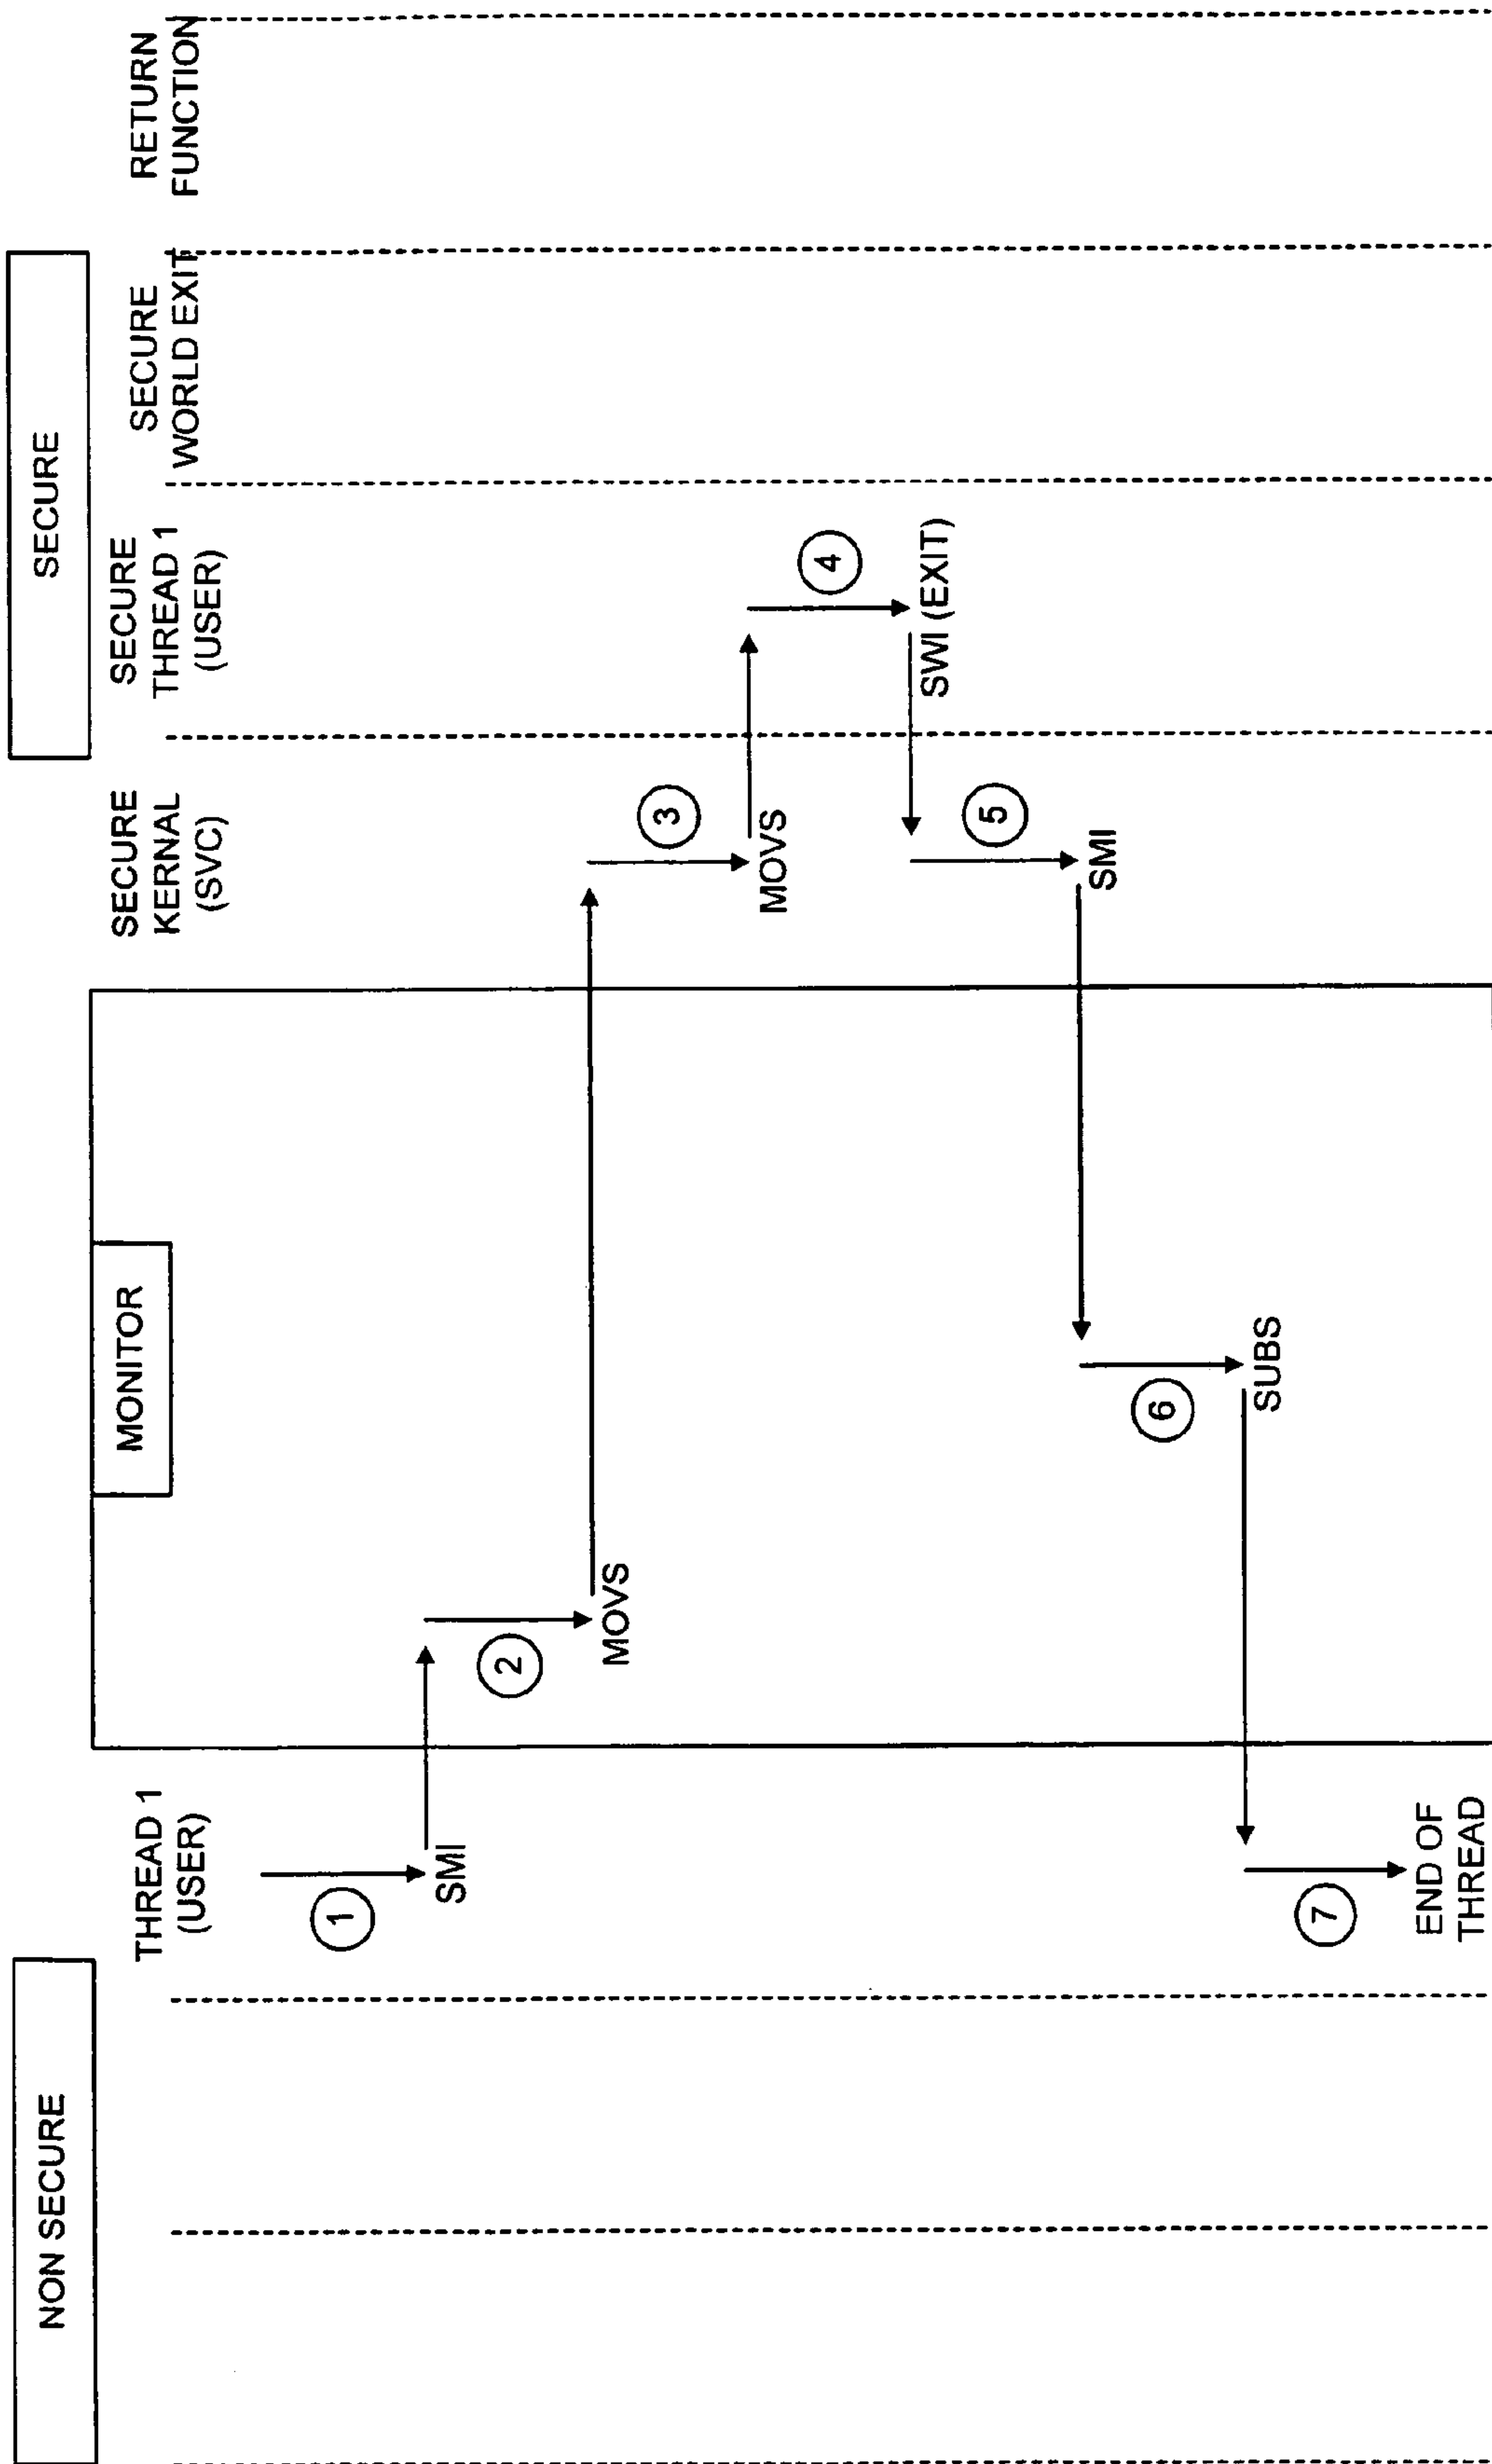 NON SECURE
MONITOR
SECURE
THREAD 1
(USER)
SECURE
KERNAL
(SVC)
SECURE
THREAD 1
(USER)
SECURE
WORLD EXIT
RETURN
FUNCTION
1
SMI
2
MOVS
3
MOVS
4
SWI (EXIT)
5
SMI
6
SUBS
7
END OF
THREAD